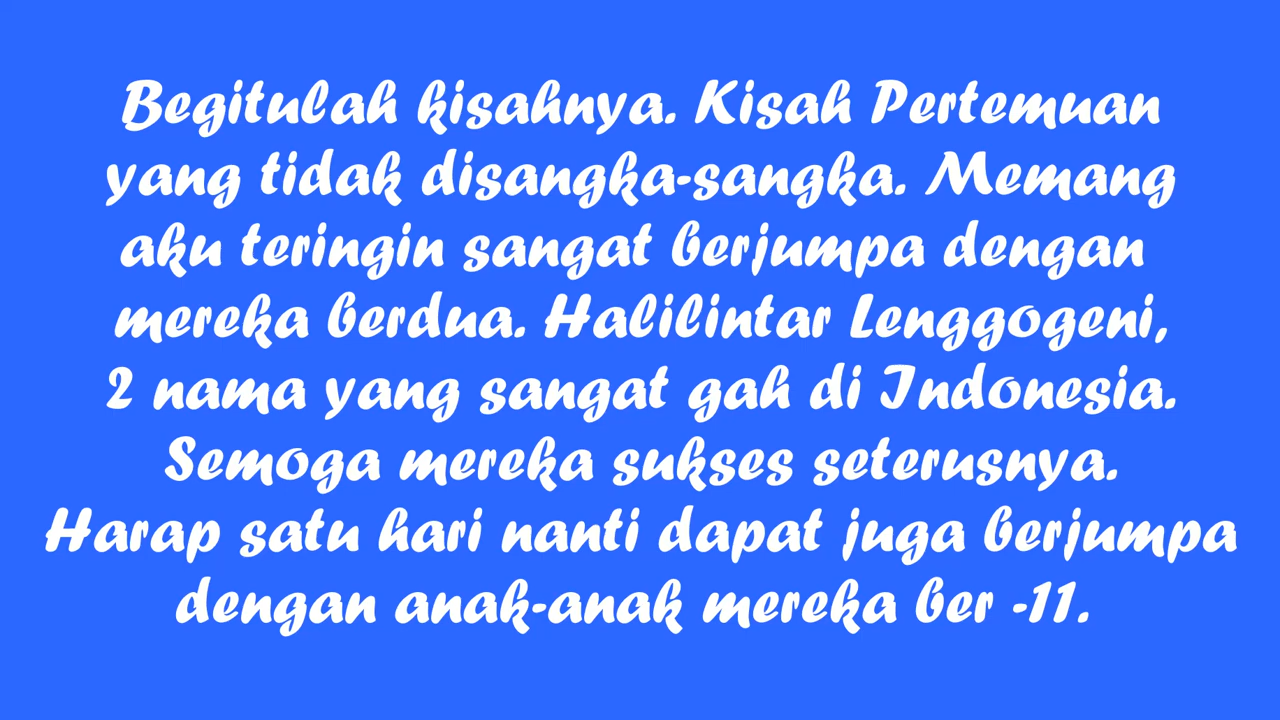 Begitulah kisahnya. Kisah Pertemuan
yang tidak disangka-sangka. Memang
aku teringin sangat berjumpa dengan
mereka berdua. Halilintar Lenggogeni,
2 nama yang sangat gah di Indonesia.
Semoga mereka sukses seterusnya.
Harap satu hari nanti dapat juga berjumpa
dengan anak-anak mereka ber -11.